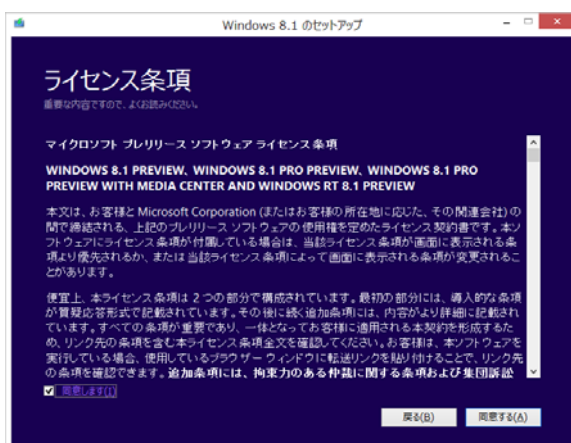 Windows 8.1 のセットアップ
ライセンス条項
重要な内容ですので、よくお読みください。
マイクロソフト プレリリース ソフトウェア ライセンス条項
WINDOWS 8.1 PREVIEW、WINDOWS 8.1 PRO PREVIEW、WINDOWS 8.1 PRO
PREVIEW WITH MEDIA CENTER AND WINDOWS RT 8.1 PREVIEW
本文は、お客様と Microsoft Corporation (またはお客様の所在地に応じた、その関連会社) の
間で締結される、上記のプレリリース ソフトウェアの使用権を定めたライセンス契約書です。本ソ
フトウェアにライセンス条項が付属している場合は、当該ライセンス条項が画面に表示される条
項より優先されるか、または当該ライセンス条項によって画面に表示される条項が変更されるこ
とがあります。
便宜上、本ライセンス条項は 2 つの部分で構成されています。最初の部分には、導入的な条項
が質疑応答形式で記載されています。その後に続く追加条項には、内容がより詳細に記載され
ています。すべての条項が重要であり、一体となってお客様に適用される本契約を形成するた
め、リンク先の条項を含む本ライセンス条項全文を確認してください。お客様は、本ソフトウェアを
実行している場合、使用しているブラウザー ウィンドウに転送リンクを貼り付けることで、リンク先
の条項を確認できます。追加条項には、拘束力のある仲裁に関する条項および集団訴訟
同意します(I)
戻る(B) 同意する(A)